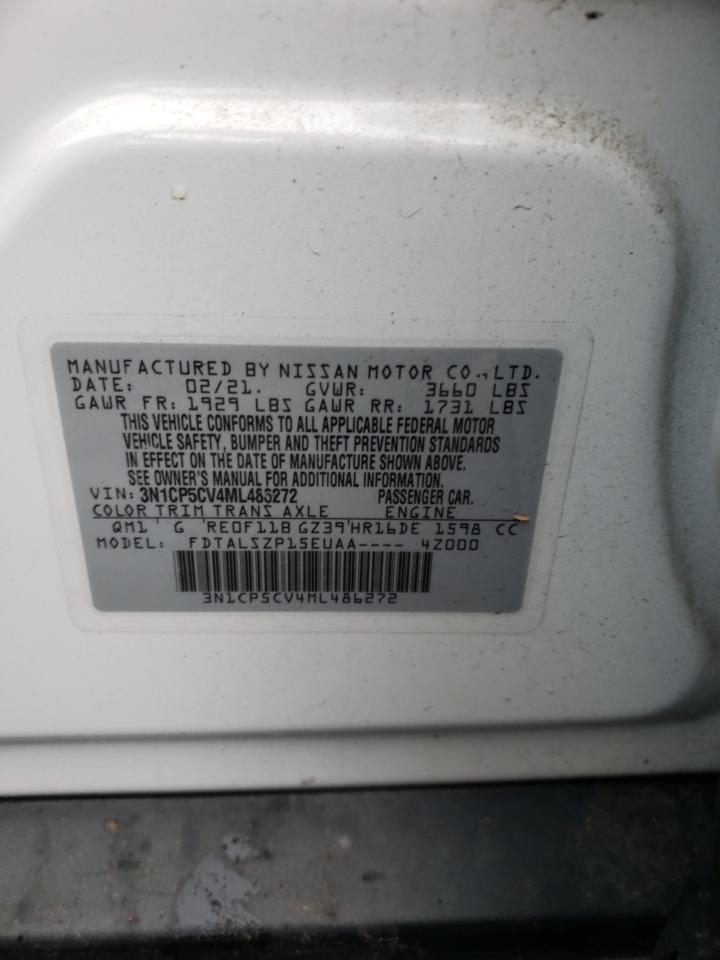 MANUFACTURED BY NISSAN MOTOR CO., LTD.
DATE: 02/21. GVWR: 3660 LBS
GAWR FR: 1929 LBS GAWR RR: 1731 LBS
THIS VEHICLE CONFORMS TO ALL APPLICABLE FEDERAL MOTOR
VEHICLE SAFETY, BUMPER AND THEFT PREVENTION STANDARDS
IN EFFECT ON THE DATE OF MANUFACTURE SHOWN ABOVE.
SEE OWNER'S MANUAL FOR ADDITIONAL INFORMATION.
VIN: 3N1CP5CV4ML486272 PASSENGER CAR.
COLOR TRIM TRANS AXLE ENGINE
QM1 G RE0F11B GZ39 HR16DE 1598 CC
MODEL: FDTALSZP15EUAA---- 4Z000
3N1CP5CV4ML486272